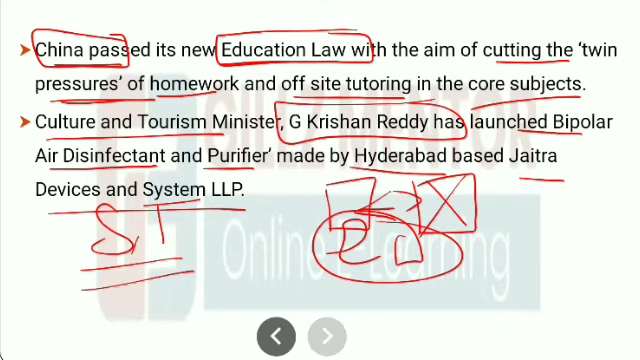 ➤ China passed its new Education Law with the aim of cutting the ‘twin
pressures’ of homework and off site tutoring in the core subjects.
➤ Culture and Tourism Minister, G Krishan Reddy has launched Bipolar
Air Disinfectant and Purifier’ made by Hyderabad based Jaitra
Devices and System LLP.
S.T
Online E-Learning